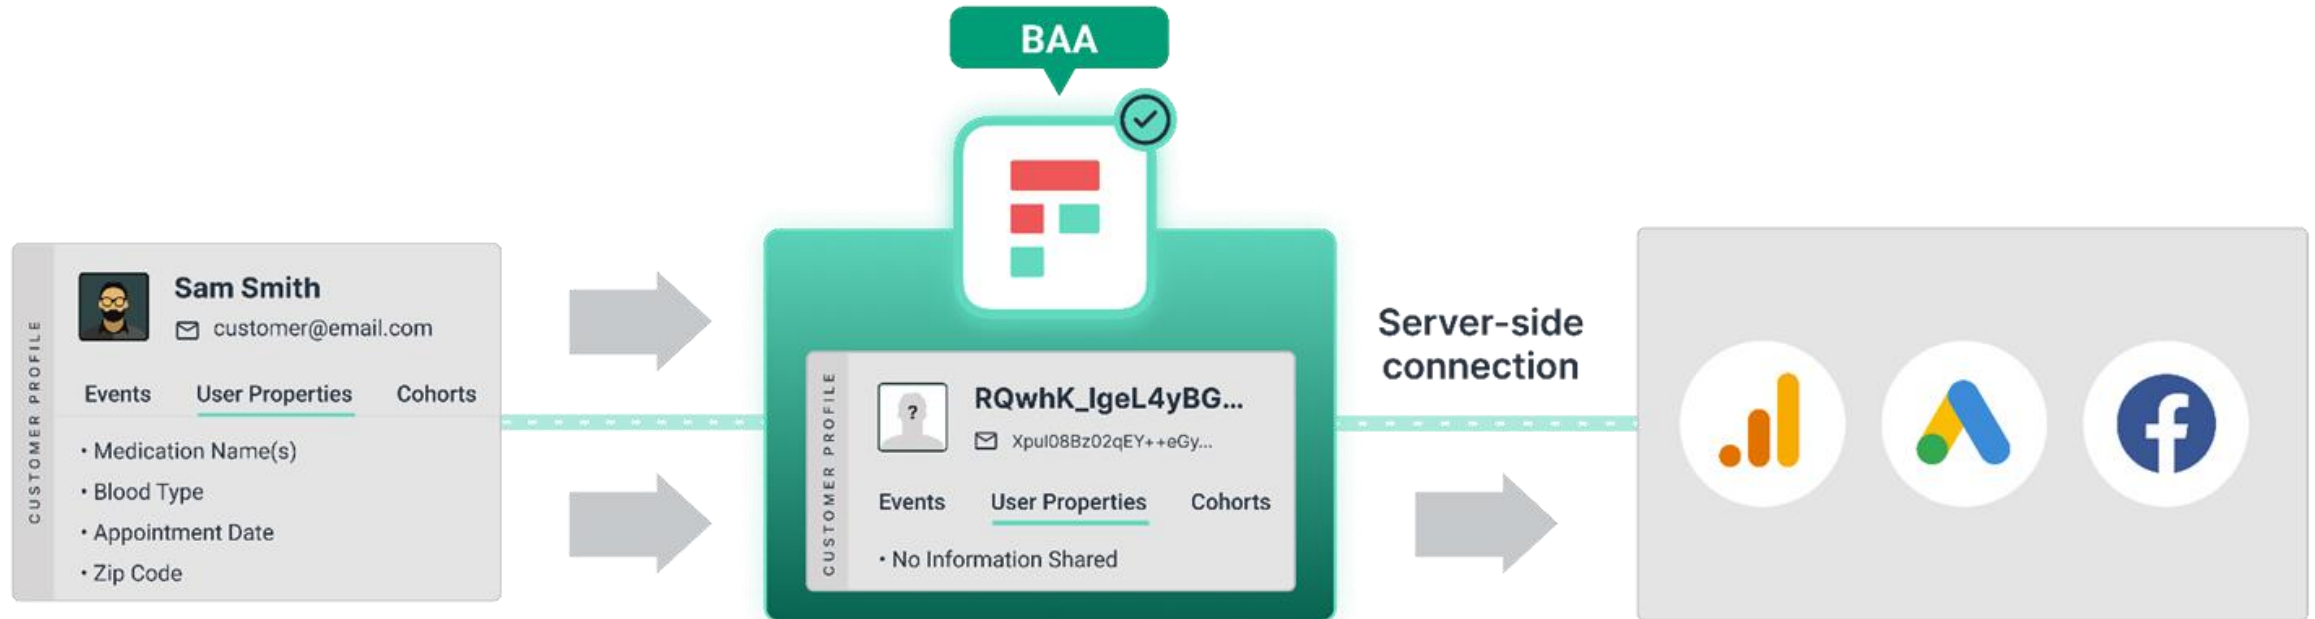 BAA
CUSTOMER PROFILE
Sam Smith
customer@email.com
Events User Properties Cohorts
• Medication Name(s)
• Blood Type
• Appointment Date
• Zip Code
CUSTOMER PROFILE
?
RQwhK_IgeL4yBG...
Xpul08Bz02qEY++eGy...
Events User Properties Cohorts
• No Information Shared
Server-side
connection